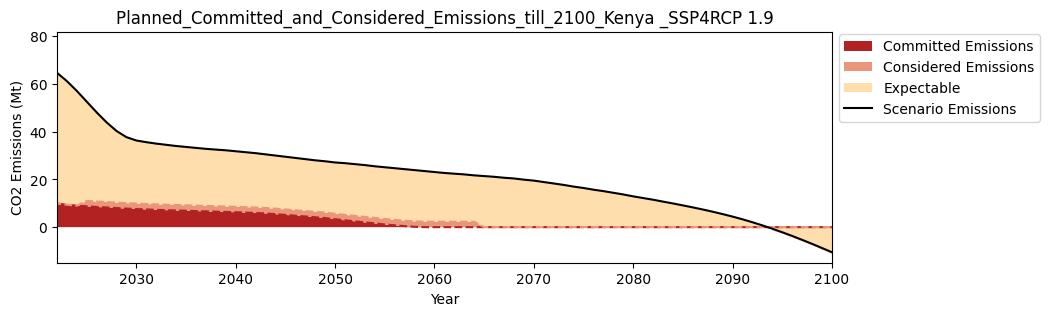 Planned_Committed_and_Considered_Emissions_till_2100_Kenya _SSP4RCP 1.9
80
60
40
20
0
CO2 Emissions (Mt)
2030
2040
2050
2060
2070
2080
2090
2100
Year
Committed Emissions
Considered Emissions
Expectable
Scenario Emissions